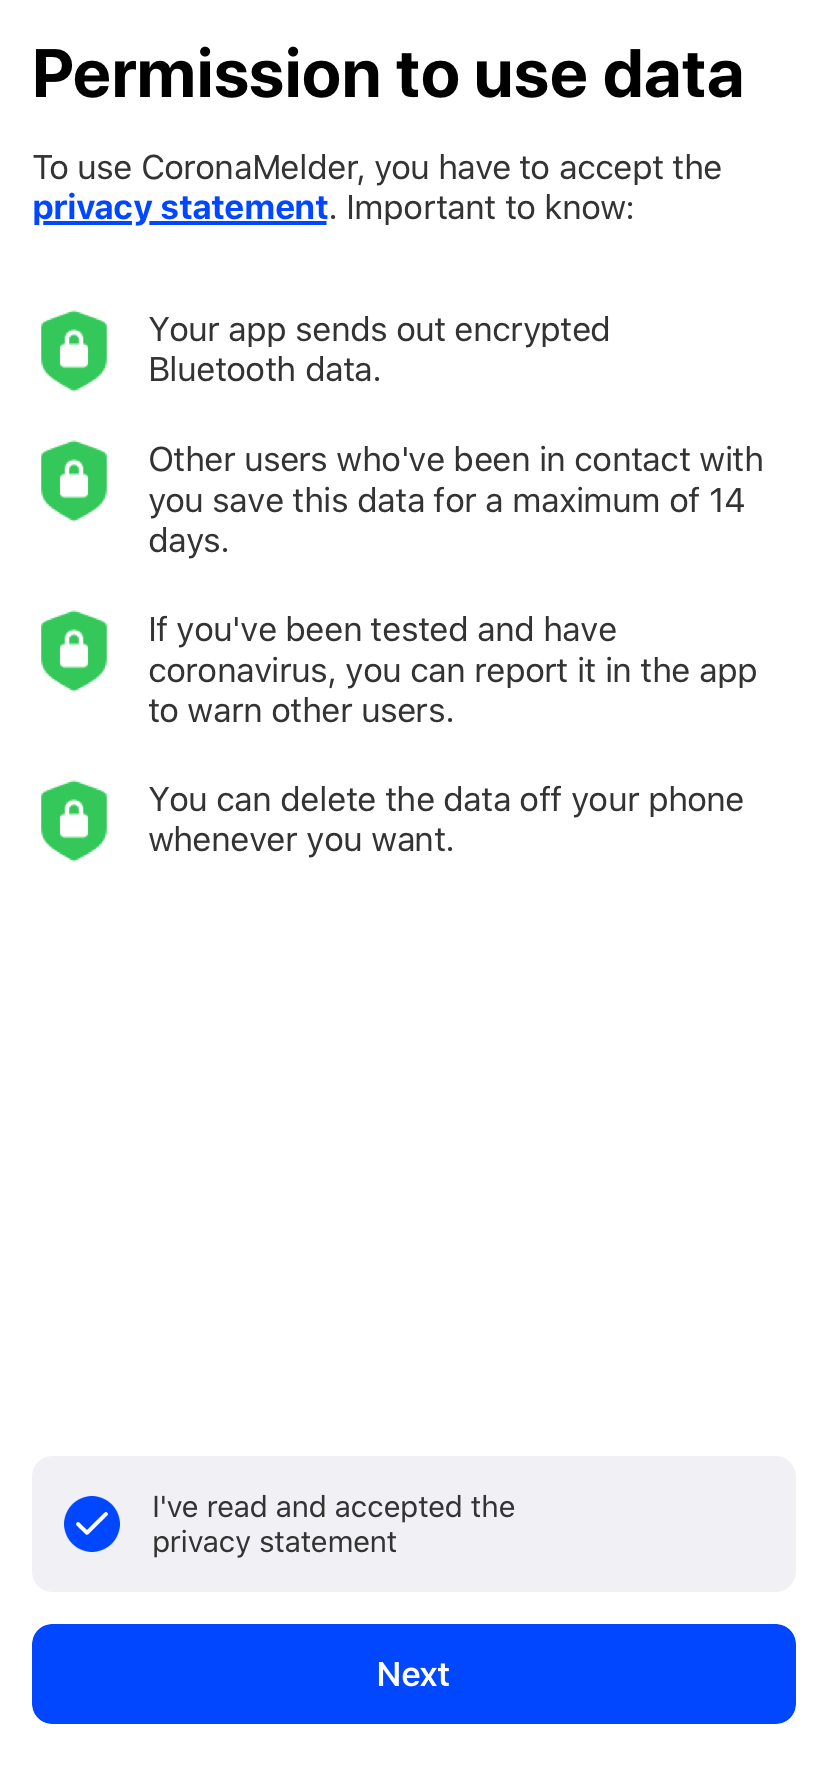 Permission to use data
To use CoronaMelder, you have to accept the
privacy statement. Important to know:
Your app sends out encrypted
Bluetooth data.
Other users who've been in contact with
you save this data for a maximum of 14
days.
If you've been tested and have
coronavirus, you can report it in the app
to warn other users.
You can delete the data off your phone
whenever you want.
I've read and accepted the
privacy statement
Next